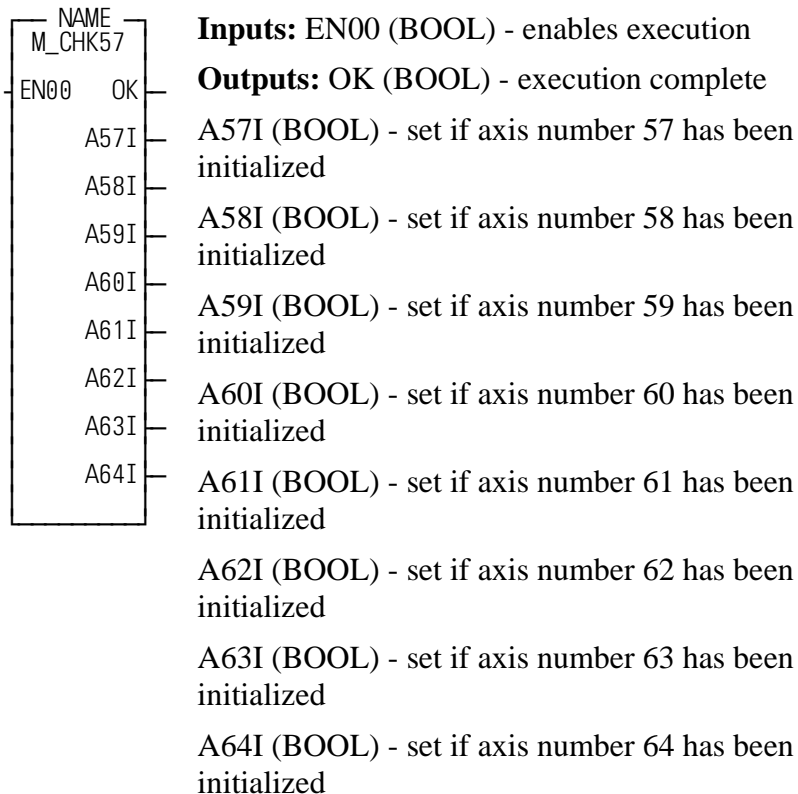 NAME
M_CHK57
EN00 OK
A57I
A58I
A59I
A60I
A61I
A62I
A63I
A64I
Inputs: EN00 (BOOL) - enables execution
Outputs: OK (BOOL) - execution complete
A57I (BOOL) - set if axis number 57 has been
initialized
A58I (BOOL) - set if axis number 58 has been
initialized
A59I (BOOL) - set if axis number 59 has been
initialized
A60I (BOOL) - set if axis number 60 has been
initialized
A61I (BOOL) - set if axis number 61 has been
initialized
A62I (BOOL) - set if axis number 62 has been
initialized
A63I (BOOL) - set if axis number 63 has been
initialized
A64I (BOOL) - set if axis number 64 has been
initialized